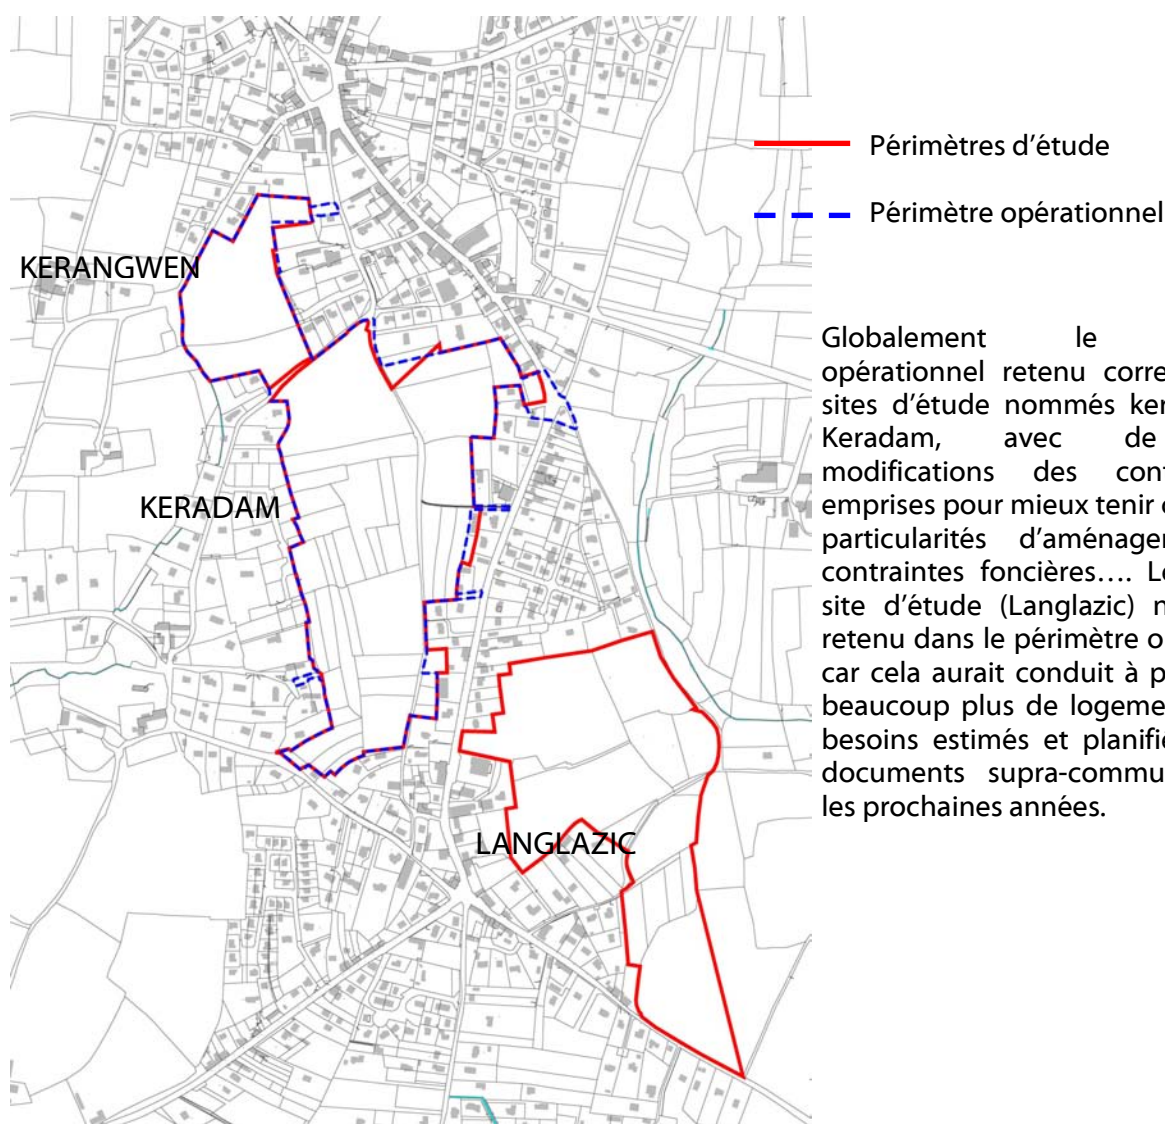 Périmètres d'étude
Périmètre opérationnel
KERANGWEN
KERADAM
LANGLAZIC
Globalement le
opérationnel retenu corre
sites d'étude nommés ker
Keradam, avec de
modifications des cont
emprises pour mieux tenir
particularités d'aménager
contraintes foncières…. Le
site d'étude (Langlazic) n
retenu dans le périmètre o
car cela aurait conduit à p
beaucoup plus de logeme
besoins estimés et planifi
documents supra-commu
les prochaines années.